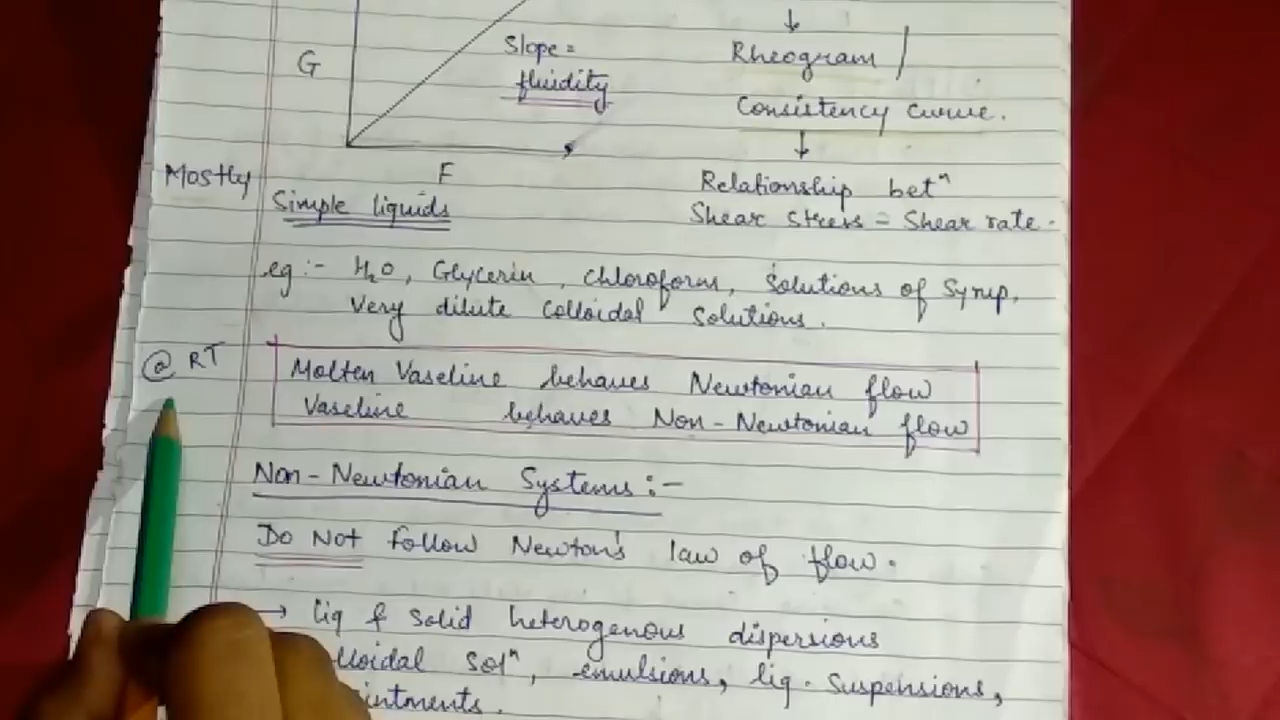 Rheogram /
G
Slope =
fluidity
Consistency curve.
F
Mostly
Simple liquids
Relationship betⁿ
Shear Stress = Shear rate.
eg :- H₂O, Glycerin, Chloroform, Solutions of Syrup,
Very dilute Colloidal Solutions.
@ RT
Molten Vaseline behaves Newtonian flow
Vaseline behaves Non-Newtonian flow
Non-Newtonian Systems :-
Do Not follow Newton's law of flow.
→ liq & solid heterogenous dispersions
lloidal solⁿ, emulsions, liq. Suspensions,
intments.